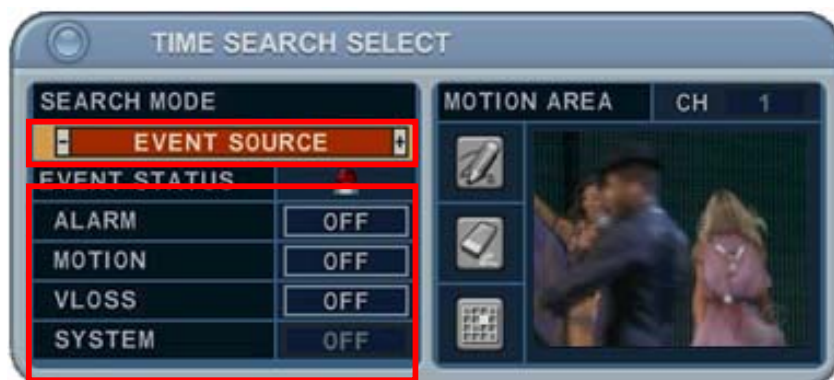 TIME SEARCH SELECT
SEARCH MODE
- EVENT SOURCE +
EVENT STATUS
ALARM OFF
MOTION OFF
VLOSS OFF
SYSTEM OFF
MOTION AREA CH 1